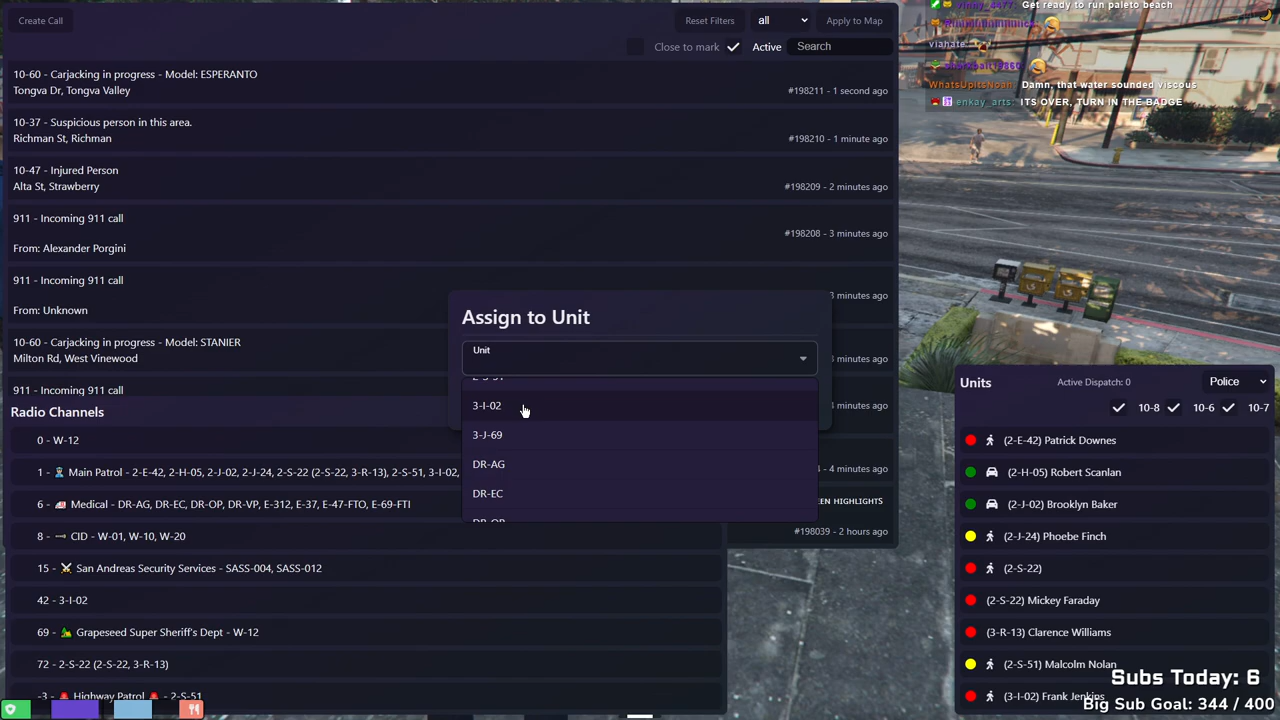 Create Call
Reset Filters
all
Apply to Map
Close to mark
Active
Search
10-60 - Carjacking in progress - Model: ESPERANTO
Tongva Dr, Tongva Valley
#198211 - 1 second ago
10-37 - Suspicious person in this area.
Richman St, Richman
#198210 - 1 minute ago
10-47 - Injured Person
Alta St, Strawberry
#198209 - 2 minutes ago
911 - Incoming 911 call
From: Alexander Porgini
#198208 - 3 minutes ago
911 - Incoming 911 call
From: Unknown
3 minutes ago
10-60 - Carjacking in progress - Model: STANIER
Milton Rd, West Vinewood
4 minutes ago
911 - Incoming 911 call
4 minutes ago
4 - 4 minutes ago
HIGHLIGHTS
#198039 - 2 hours ago
Assign to Unit
Unit
2-S-51
3-I-02
3-J-69
DR-AG
DR-EC
DR-OP
Radio Channels
0 - W-12
1 - Main Patrol - 2-E-42, 2-H-05, 2-J-02, 2-J-24, 2-S-22 (2-S-22, 3-R-13), 2-S-51, 3-I-02,
6 - Medical - DR-AG, DR-EC, DR-OP, DR-VP, E-312, E-37, E-47-FTO, E-69-FTI
8 - CID - W-01, W-10, W-30
15 - San Andreas Security Services - SASS-004, SASS-012
42 - 3-I-02
69 - Grapeseed Super Sheriff's Dept - W-12
72 - 2-S-22 (2-S-22, 3-R-13)
-3 - Highway Patrol - 2-S-51
Get ready to run paleto beach
viahate:
WhatsUpitsNoah: Damn, that water sounded viscous
enkay_arts: ITS OVER, TURN IN THE BADGE
Units
Active Dispatch: 0
Police
10-8
10-6
10-7
(2-E-42) Patrick Downes
(2-H-05) Robert Scanlan
(2-J-02) Brooklyn Baker
(2-J-24) Phoebe Finch
(2-S-22)
(2-S-22) Mickey Faraday
(3-R-13) Clarence Williams
(2-S-51) Malcolm Nolan
(3-I-02) Frank Jenkins
Subs Today: 6
Big Sub Goal: 344 / 400